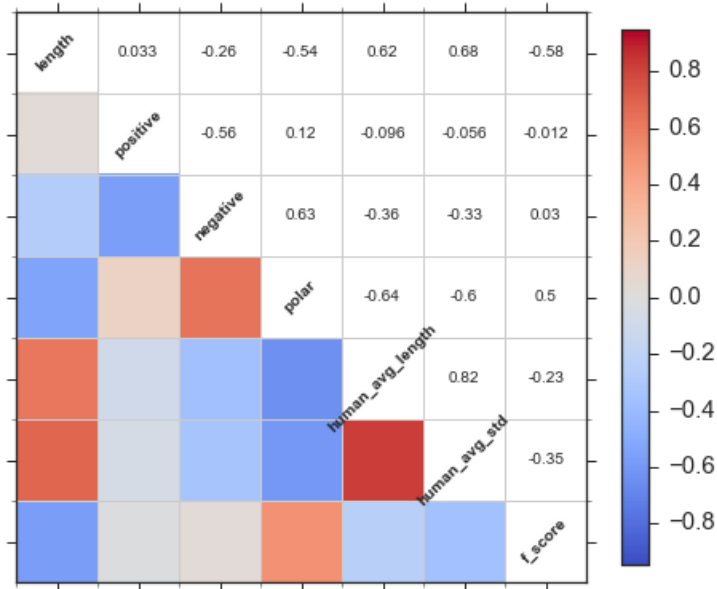 length 0.033 -0.26 -0.54 0.62 0.68 -0.58
positive -0.56 0.12 -0.096 -0.056 -0.012
negative 0.63 -0.36 -0.33 0.03
polar -0.64 -0.6 0.5
human_avg_length 0.82 -0.23
human_avg_std -0.35
f_score
0.8
0.6
0.4
0.2
0.0
−0.2
−0.4
−0.6
−0.8